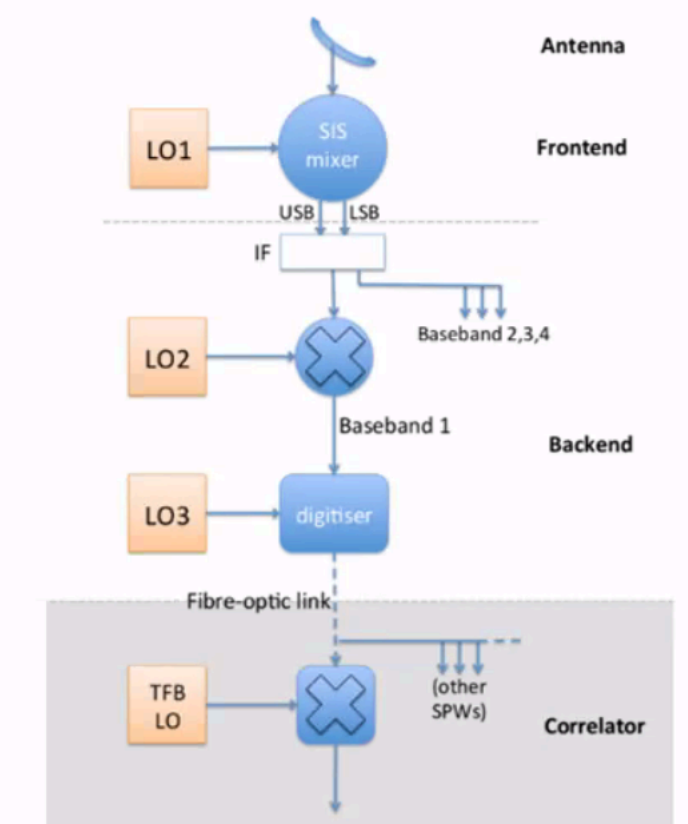 Antenna
SIS
mixer
LO1
Frontend
USB
LSB
IF
Baseband 2,3,4
LO2
Baseband 1
Backend
LO3
digitiser
Fibre-optic link
TFB
LO
(other
SPWs)
Correlator